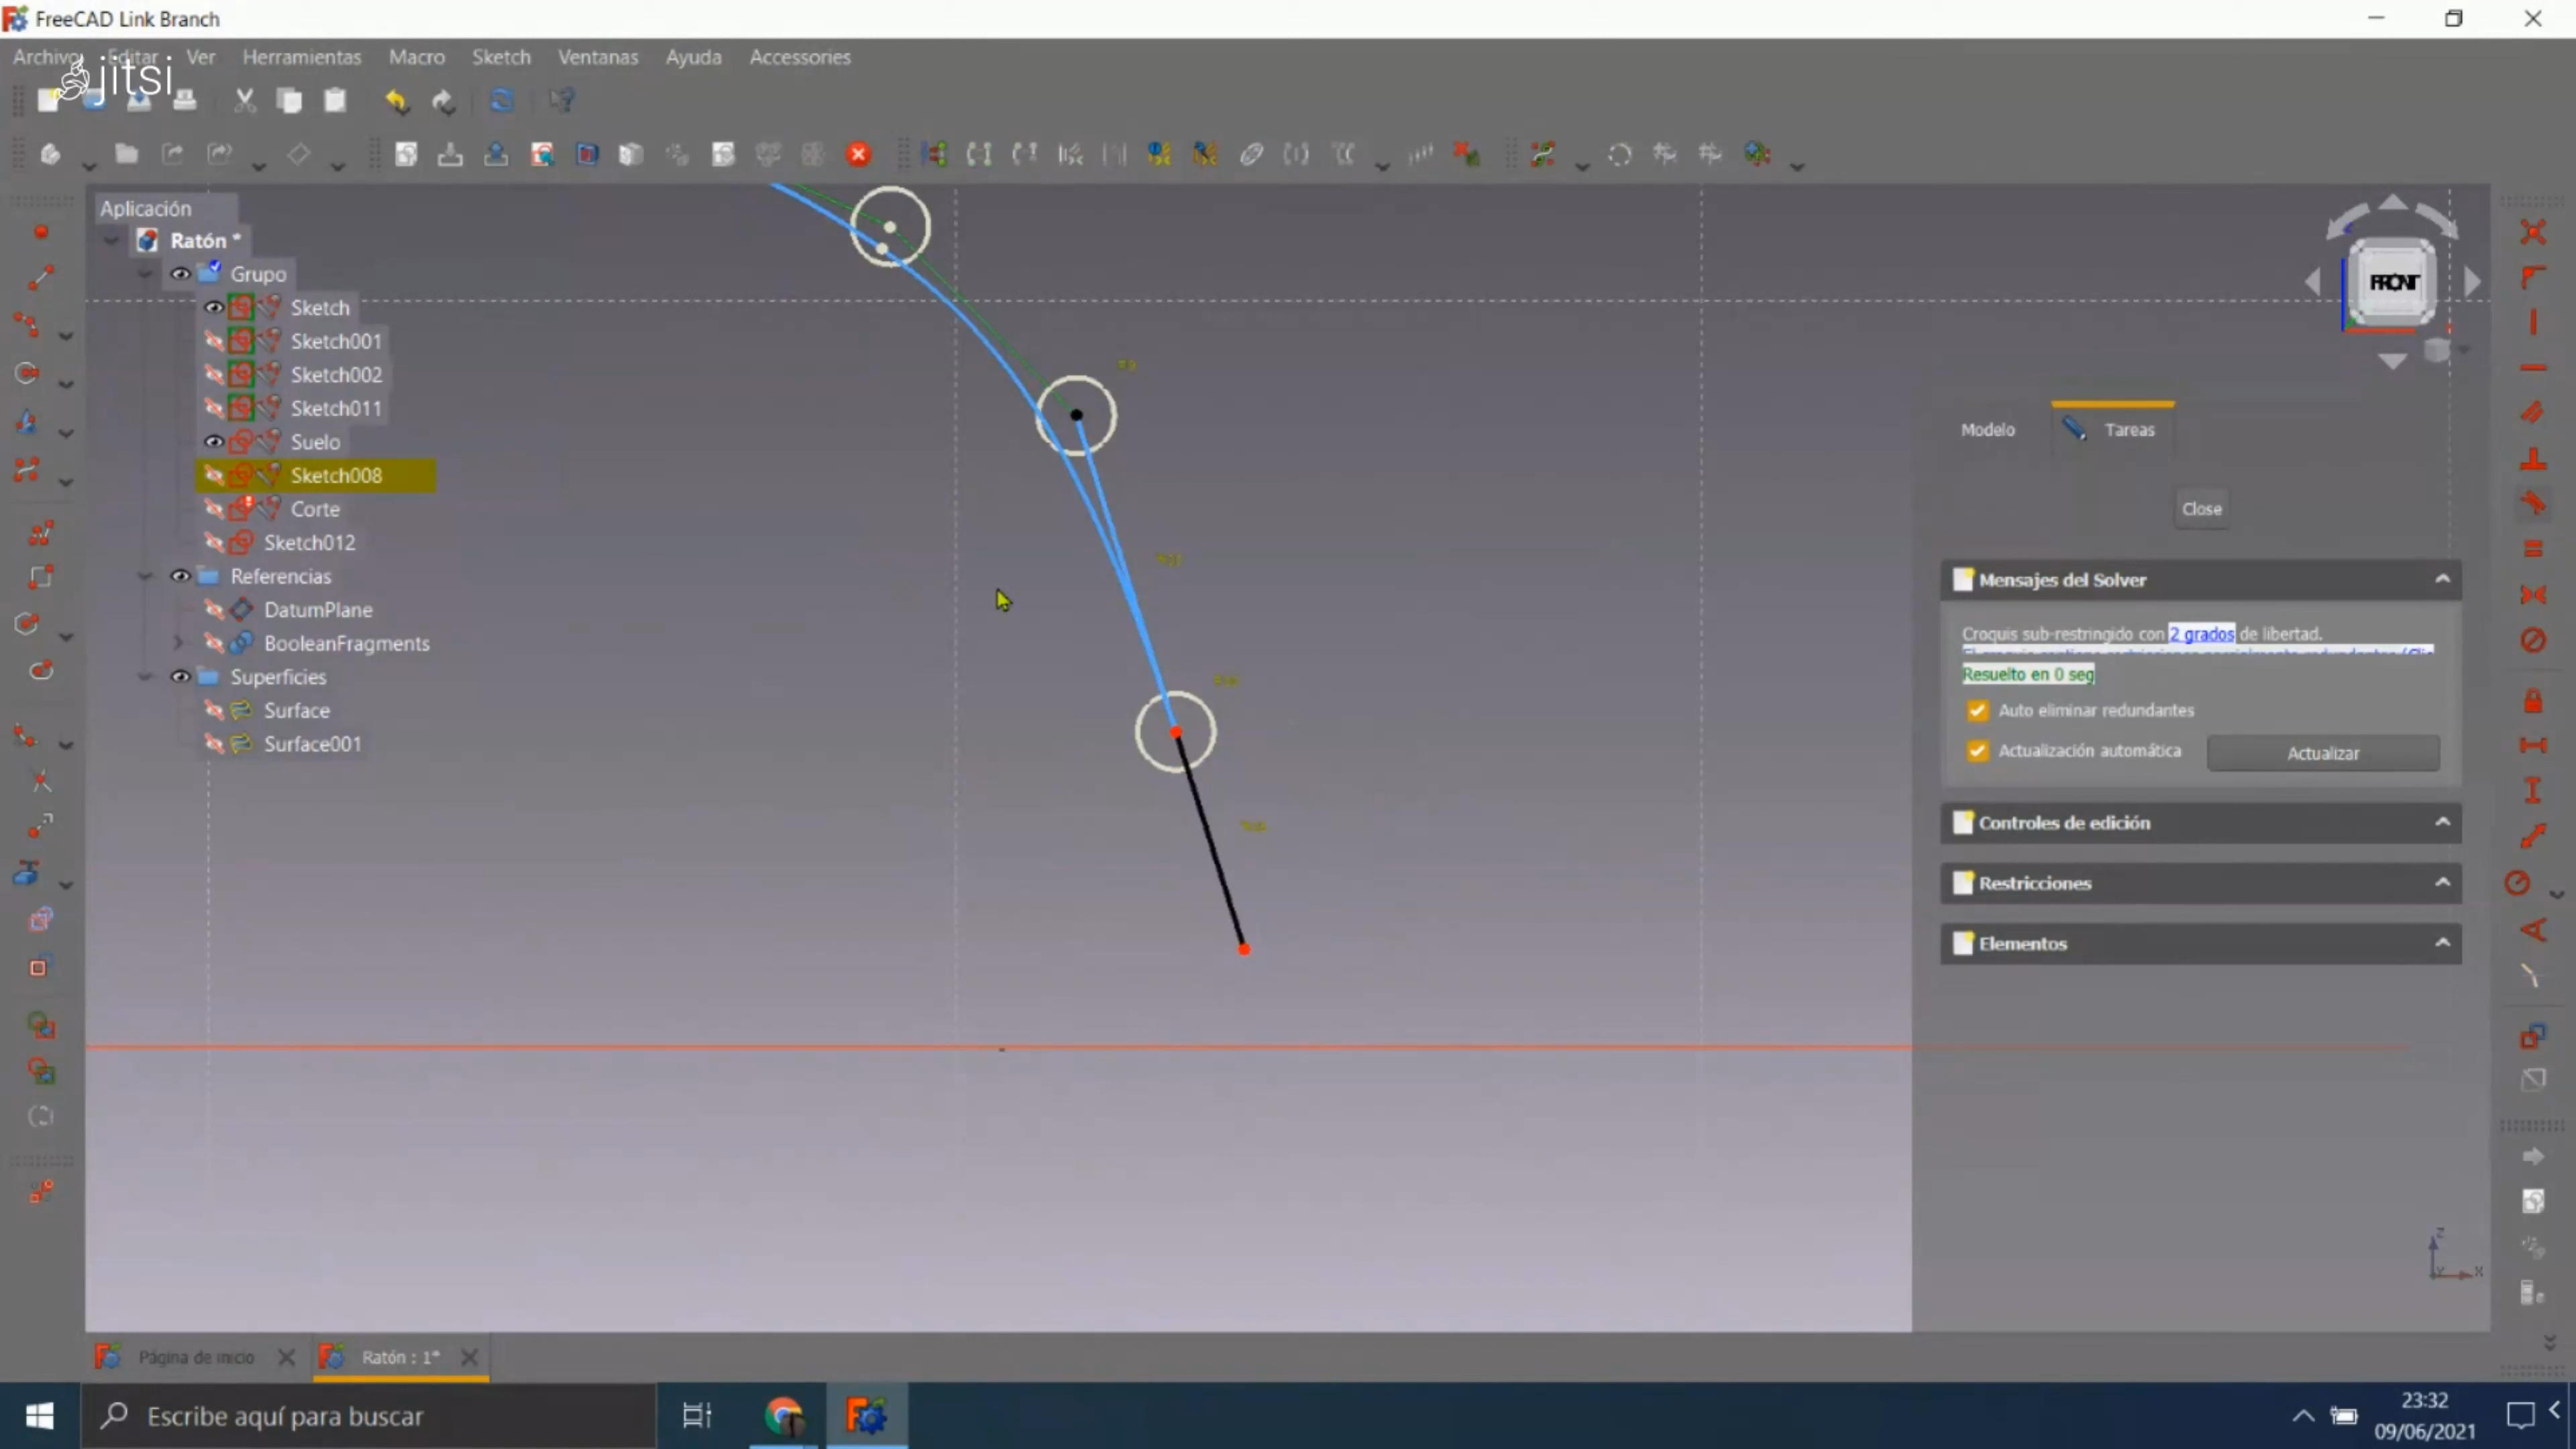 FreeCAD Link Branch
Archivo Editar Ver Herramientas Macro Sketch Ventanas Ayuda Accessories
jitsi
Aplicación
Ratón *
Grupo
Sketch
Sketch001
Sketch002
Sketch011
Suelo
Sketch008
Corte
Sketch012
Referencias
DatumPlane
BooleanFragments
Superficies
Surface
Surface001
FRONT
Modelo Tareas
Close
Mensajes del Solver
Croquis sub-restringido con 2 grados de libertad.
Resuelto en 0 seg
Auto eliminar redundantes
Actualización automática Actualizar
Controles de edición
Restricciones
Elementos
Z
X
Página de inicio Ratón : 1*
Escribe aquí para buscar
23:32
09/06/2021